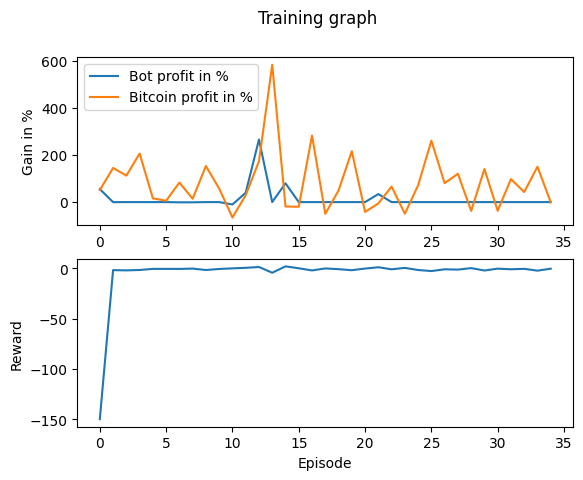 Training graph
Bot profit in %
Bitcoin profit in %
Gain in %
600
400
200
0
0 5 10 15 20 25 30 35
Reward
0
−50
−100
−150
0 5 10 15 20 25 30 35
Episode